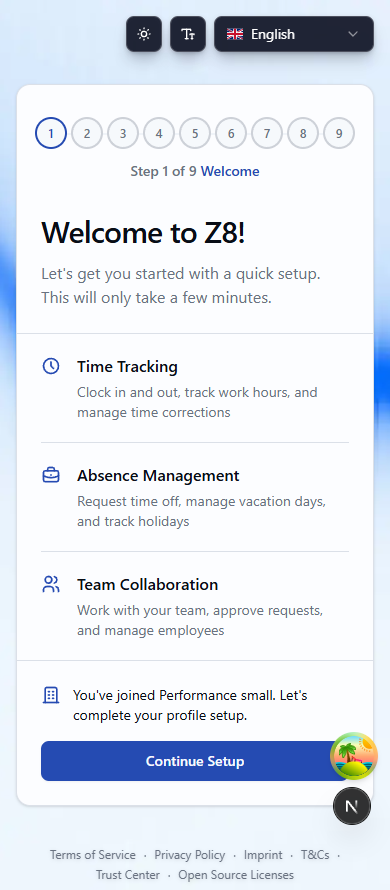 English
1 2 3 4 5 6 7 8 9
Step 1 of 9 Welcome
Welcome to Z8!
Let's get you started with a quick setup.
This will only take a few minutes.
Time Tracking
Clock in and out, track work hours, and
manage time corrections
Absence Management
Request time off, manage vacation days,
and track holidays
Team Collaboration
Work with your team, approve requests,
and manage employees
You've joined Performance small. Let's
complete your profile setup.
Continue Setup
N
Terms of Service · Privacy Policy · Imprint · T&Cs ·
Trust Center · Open Source Licenses